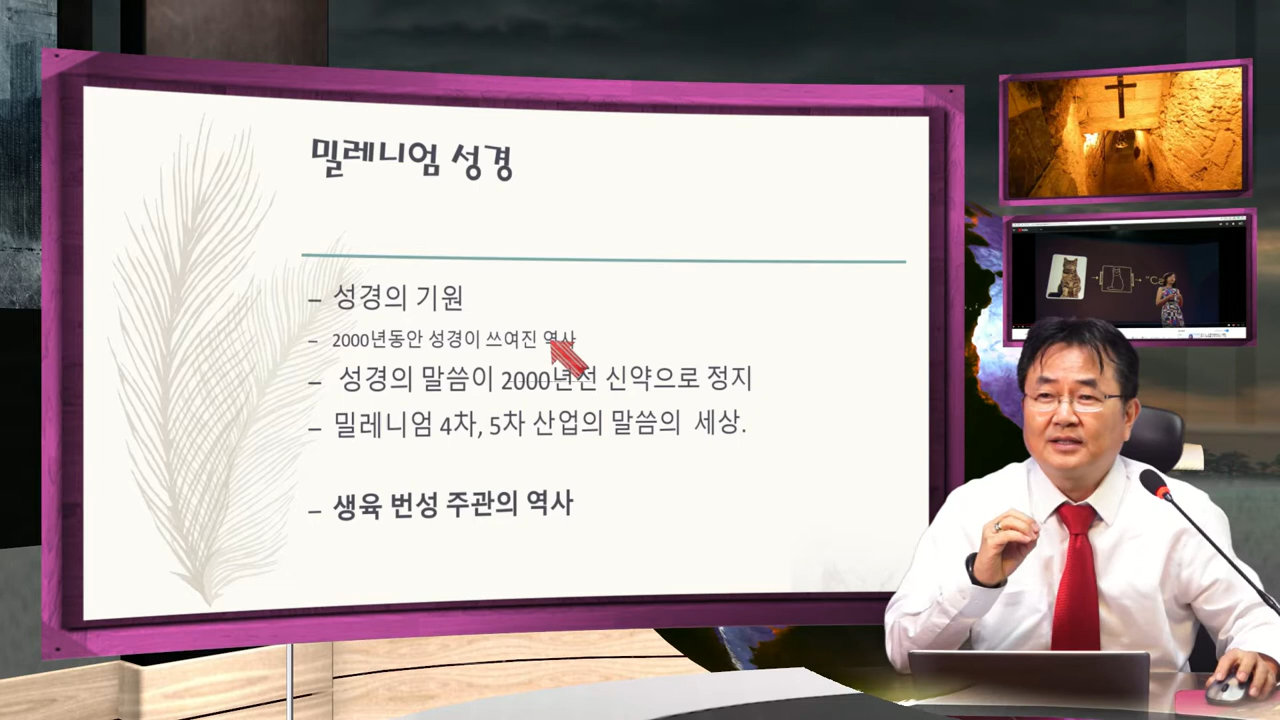 밀레니엄 성경
– 성경의 기원
– 2000년동안 성경이 쓰여진 역사
– 성경의 말씀이 2000년전 신약으로 정지
– 밀레니엄 4차, 5차 산업의 말씀의 세상.
– 생육 번성 주관의 역사